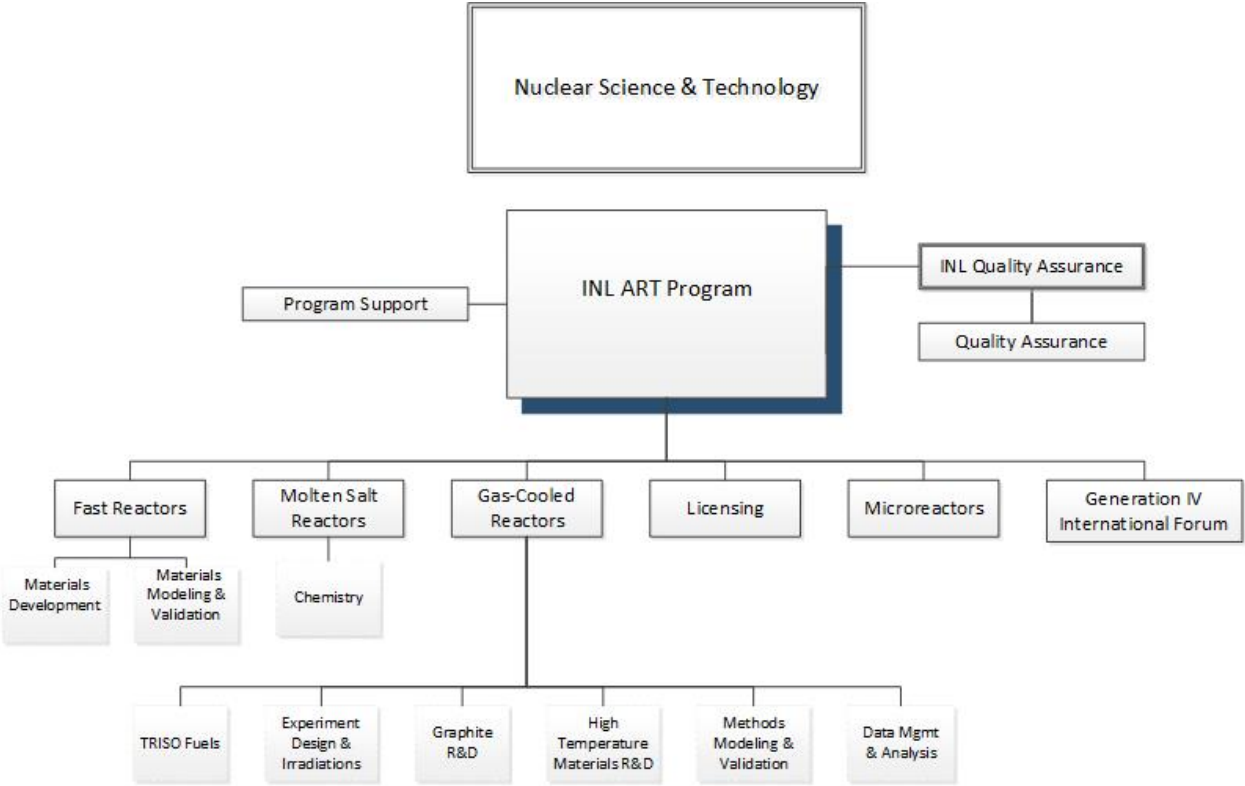 Nuclear Science & Technology
INL ART Program
INL Quality Assurance
Program Support
Quality Assurance
Fast Reactors
Molten Salt
Reactors
Gas-Cooled
Reactors
Licensing
Microreactors
Generation IV
International Forum
Materials
Development
Materials
Modeling &
Validation
Chemistry
TRISO Fuels
Experiment
Design &
Irradiations
Graphite
R&D
High
Temperature
Materials R&D
Methods
Modeling &
Validation
Data Mgmt
& Analysis